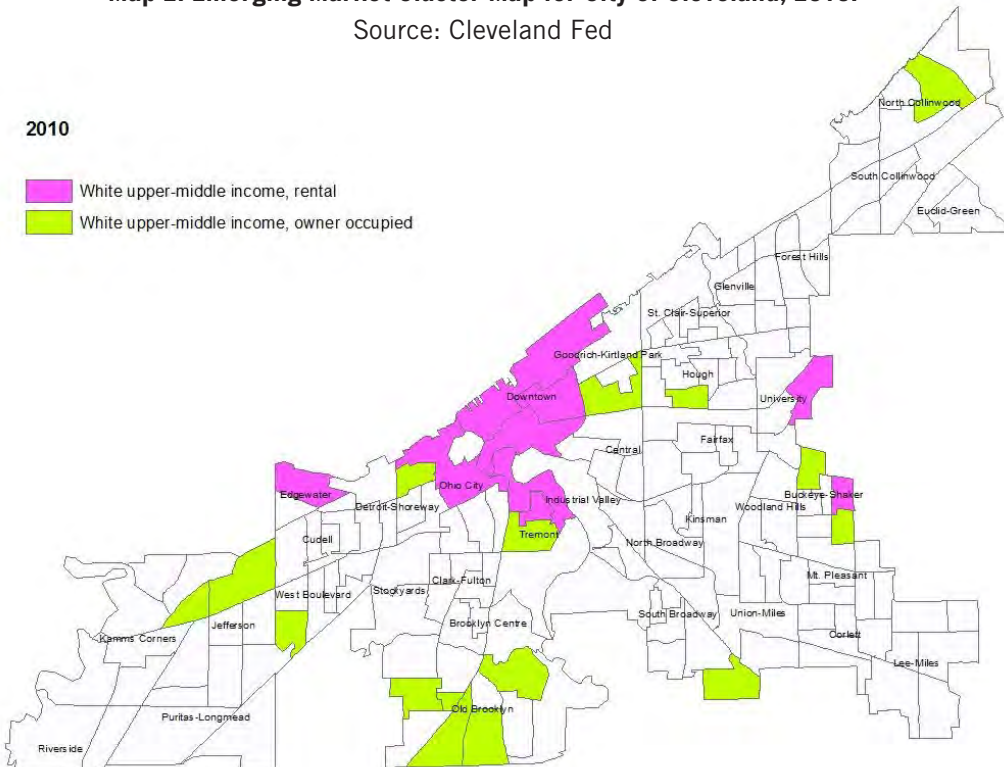 Source: Cleveland Fed
2010
White upper-middle income, rental
White upper-middle income, owner occupied
North Collinwood
South Collinwood
Euclid-Green
Forest Hills
Glenville
St. Clair-Superior
Goodrich-Kirtland Park
Hough
Downtown
University
Fairfax
Central
Ohio City
Edgewater
Industrial Valley
Buckeye-Shaker
Woodland Hills
Detroit-Shoreway
Kinsman
Tremont
Cudell
North Broadway
Mt. Pleasant
Clark-Fulton
Stockyards
West Boulevard
South Broadway
Union-Miles
Brooklyn Centre
Jefferson
Corlett
Kamms Corners
Lee-Miles
Old Brooklyn
Puritas-Longmead
Riverside